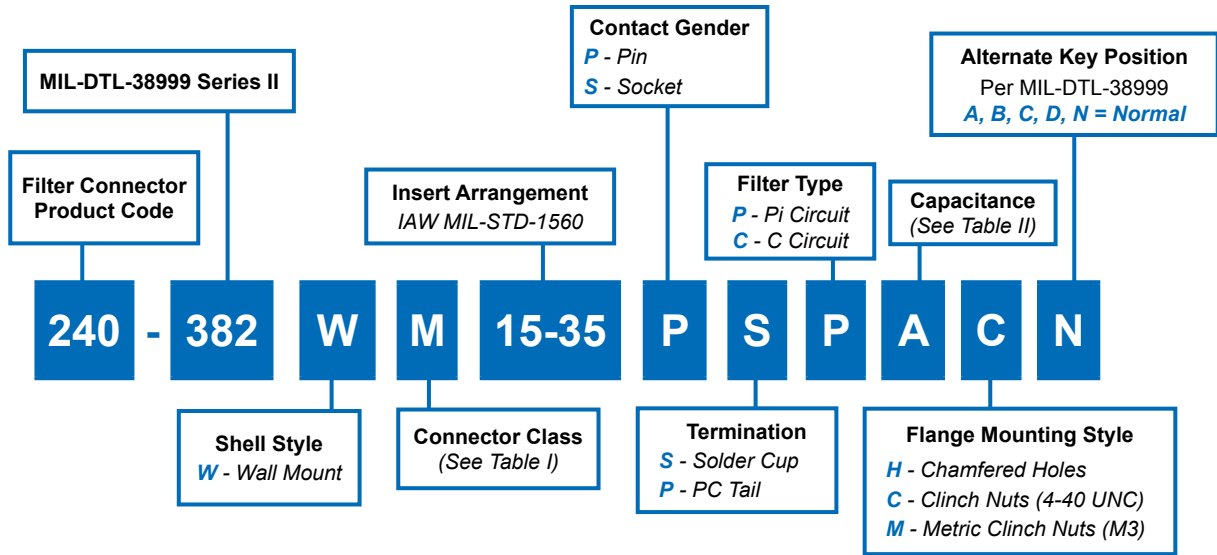 Contact Gender
P - Pin
S - Socket
Alternate Key Position
Per MIL-DTL-38999
A, B, C, D, N = Normal
MIL-DTL-38999 Series II
Filter Connector
Product Code
Insert Arrangement
IAW MIL-STD-1560
Filter Type
P - Pi Circuit
C - C Circuit
Capacitance
(See Table II)
240 - 382 W M 15-35 P S P A C N
Shell Style
W - Wall Mount
Connector Class
(See Table I)
Termination
S - Solder Cup
P - PC Tail
Flange Mounting Style
H - Chamfered Holes
C - Clinch Nuts (4-40 UNC)
M - Metric Clinch Nuts (M3)